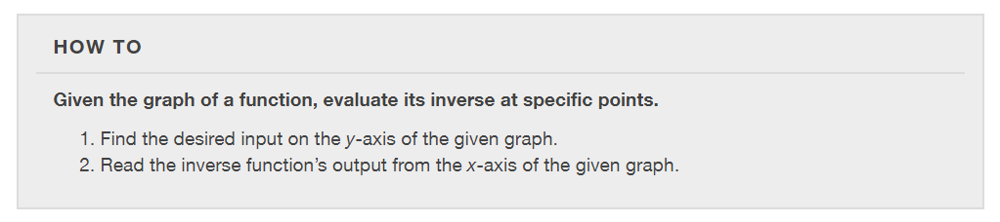 HOW TO
Given the graph of a function, evaluate its inverse at specific points.
1. Find the desired input on the y-axis of the given graph.
2. Read the inverse function’s output from the x-axis of the given graph.